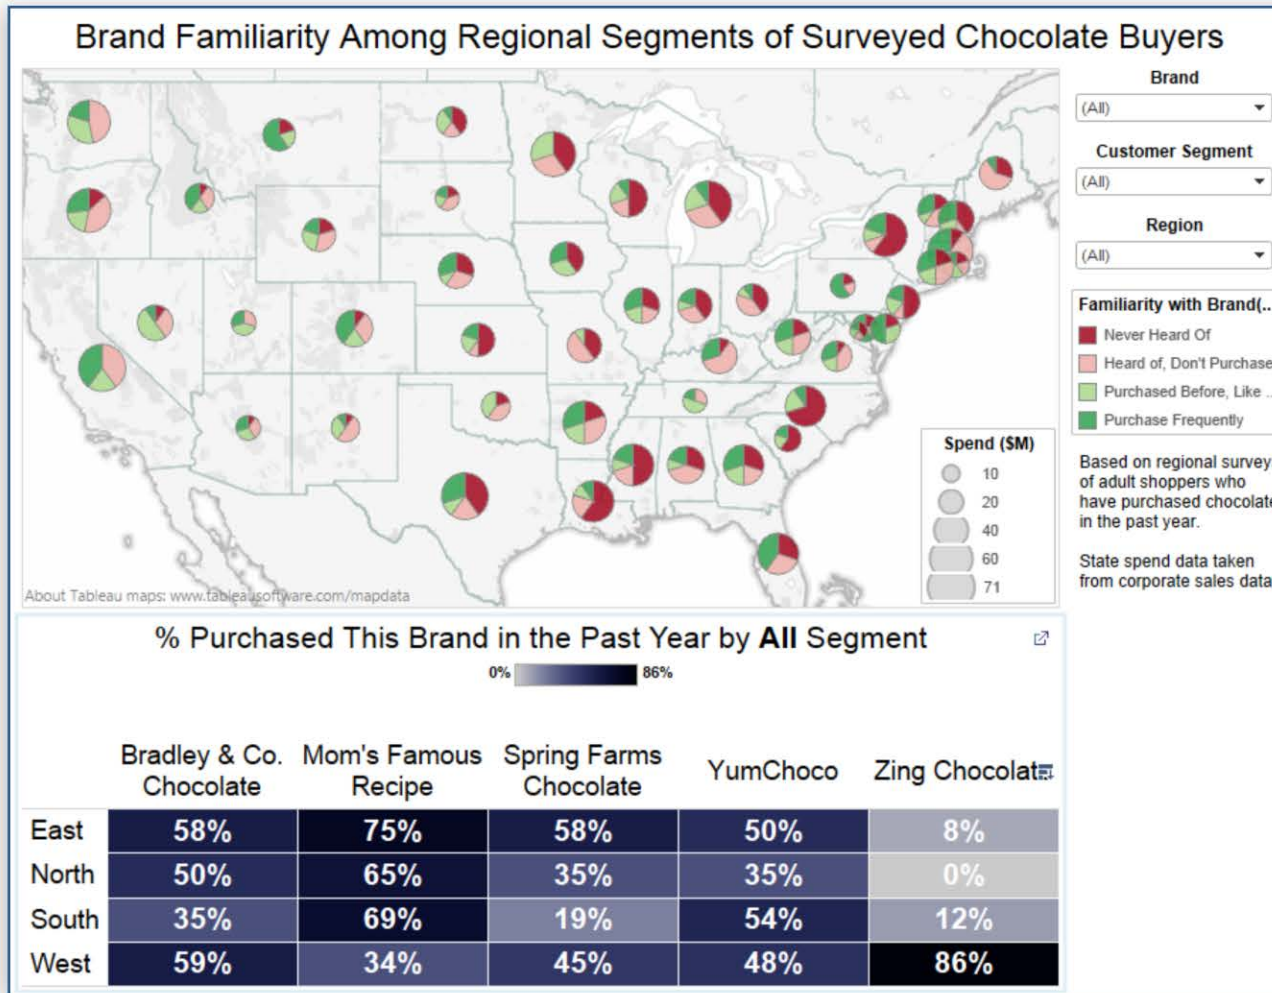 Brand Familiarity Among Regional Segments of Surveyed Chocolate Buyers
Brand
(All)
Customer Segment
(All)
Region
(All)
Familiarity with Brand(..
Never Heard Of
Heard of, Don't Purchase
Purchased Before, Like ..
Purchase Frequently
Spend ($M)
10
20
40
60
71
Based on regional survey
of adult shoppers who
have purchased chocolate
in the past year.
State spend data taken
from corporate sales data
About Tableau maps: www.tableausoftware.com/mapdata
% Purchased This Brand in the Past Year by All Segment
0% 86%
Bradley & Co. Chocolate Mom's Famous Recipe Spring Farms Chocolate YumChoco Zing Chocolat
East 58% 75% 58% 50% 8%
North 50% 65% 35% 35% 0%
South 35% 69% 19% 54% 12%
West 59% 34% 45% 48% 86%